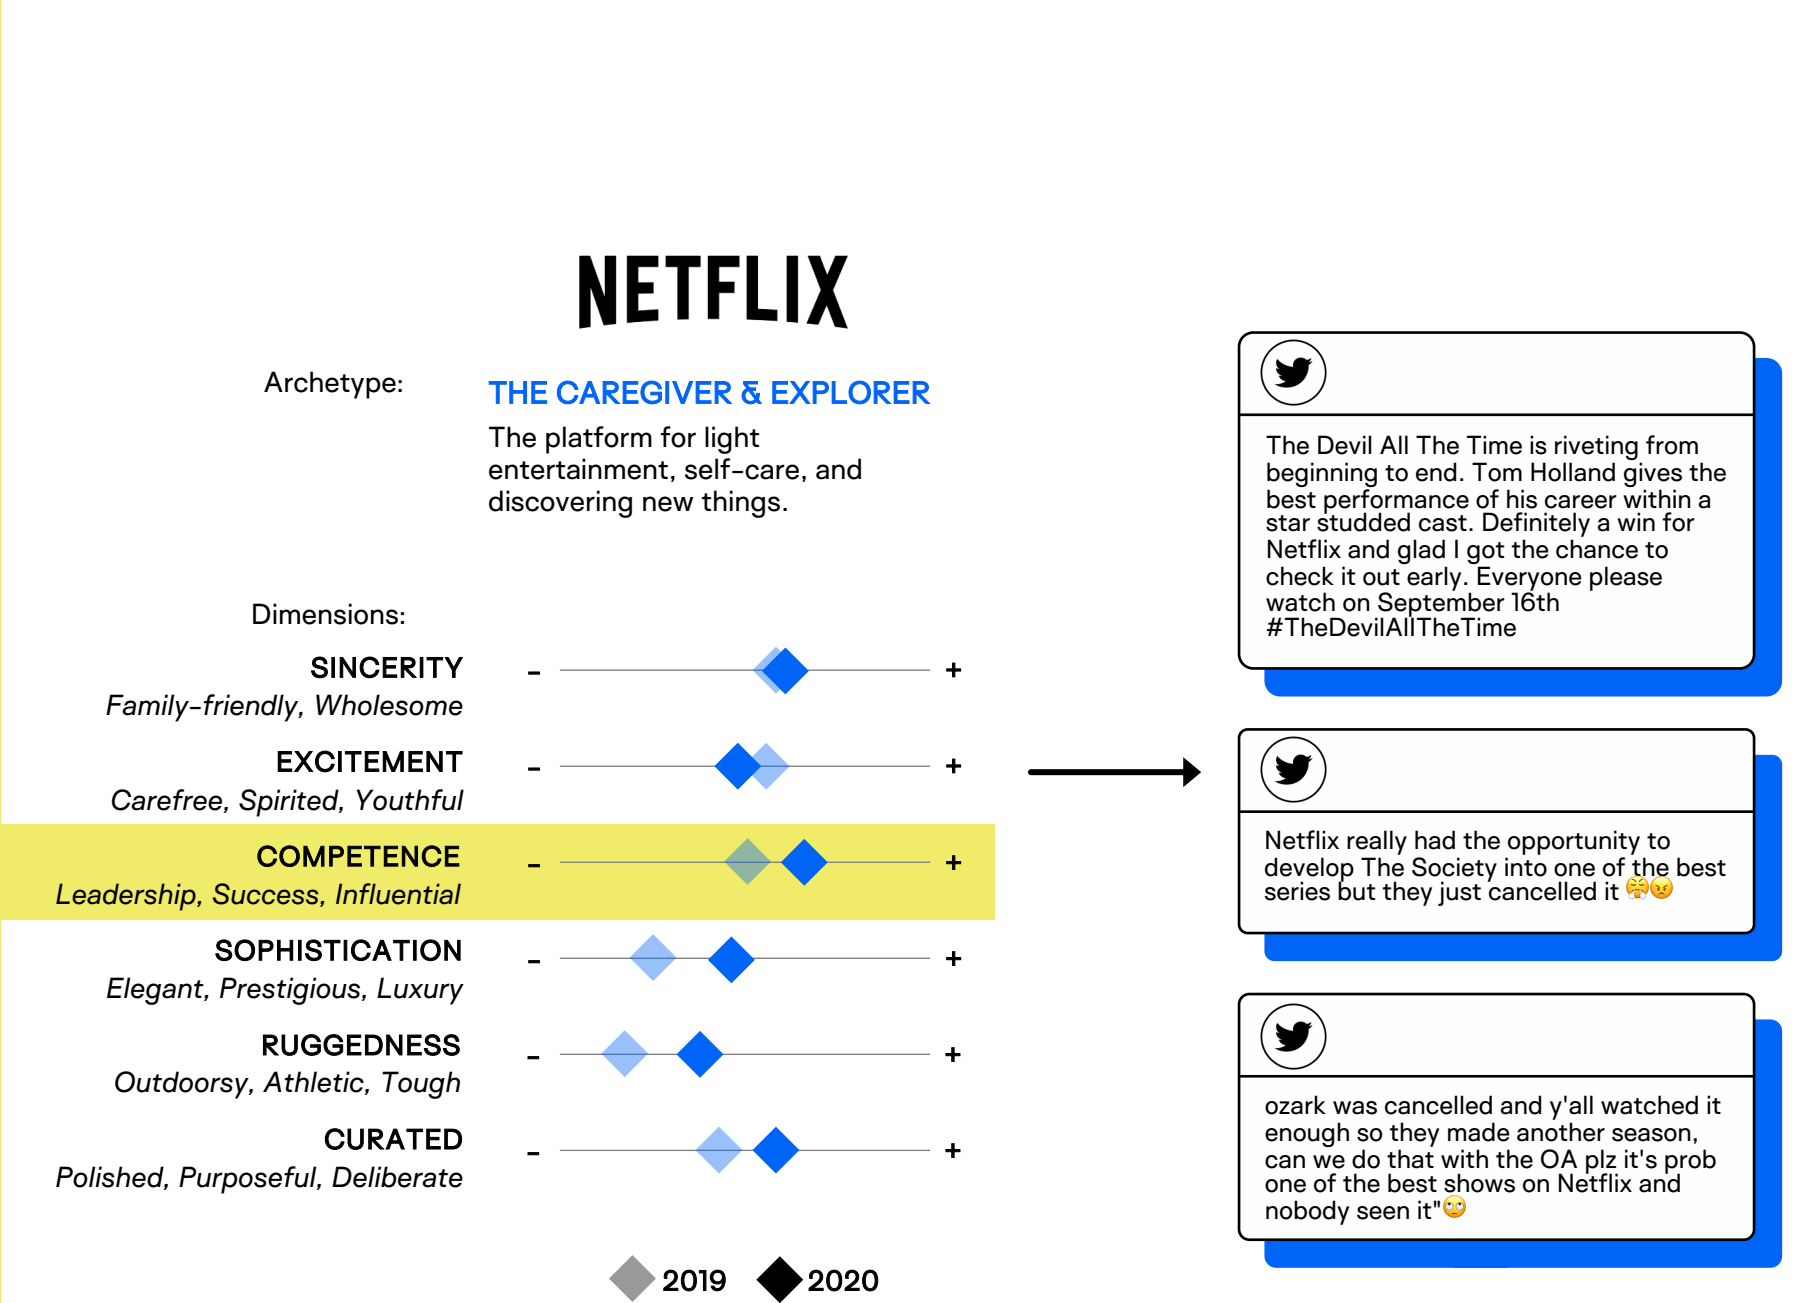 NETFLIX
Archetype:
THE CAREGIVER & EXPLORER
The platform for light
entertainment, self-care, and
discovering new things.
Dimensions:
SINCERITY
Family-friendly, Wholesome
- +
EXCITEMENT
Carefree, Spirited, Youthful
- +
COMPETENCE
Leadership, Success, Influential
- +
SOPHISTICATION
Elegant, Prestigious, Luxury
- +
RUGGEDNESS
Outdoorsy, Athletic, Tough
- +
CURATED
Polished, Purposeful, Deliberate
- +
2019 2020
The Devil All The Time is riveting from
beginning to end. Tom Holland gives the
best performance of his career within a
star studded cast. Definitely a win for
Netflix and glad I got the chance to
check it out early. Everyone please
watch on September 16th
#TheDevilAllTheTime
Netflix really had the opportunity to
develop The Society into one of the best
series but they just cancelled it 😤😠
ozark was cancelled and y'all watched it
enough so they made another season,
can we do that with the OA plz it's prob
one of the best shows on Netflix and
nobody seen it"🙄